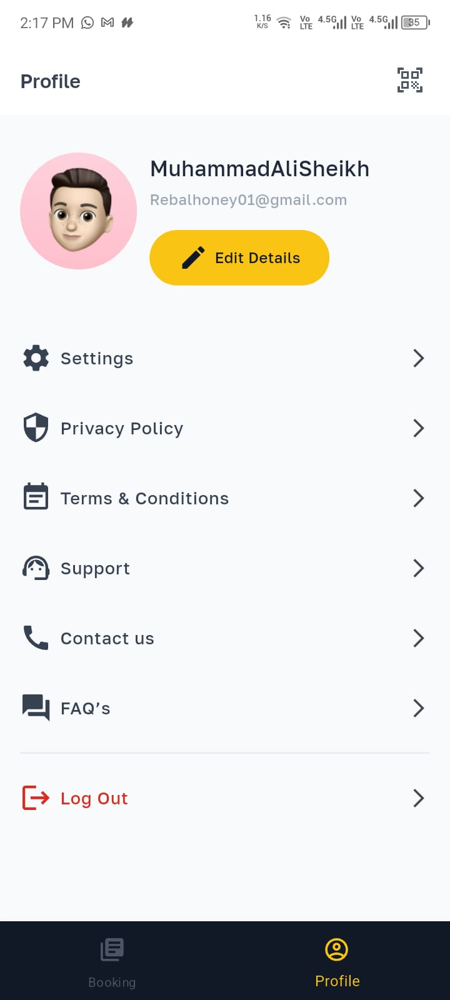 2:17 PM 1.16 K/S Vo LTE 4.5G Vo LTE 4.5G 35
Profile
MuhammadAliSheikh
Rebalhoney01@gmail.com
Edit Details
Settings
Privacy Policy
Terms & Conditions
Support
Contact us
FAQ’s
Log Out
Booking Profile